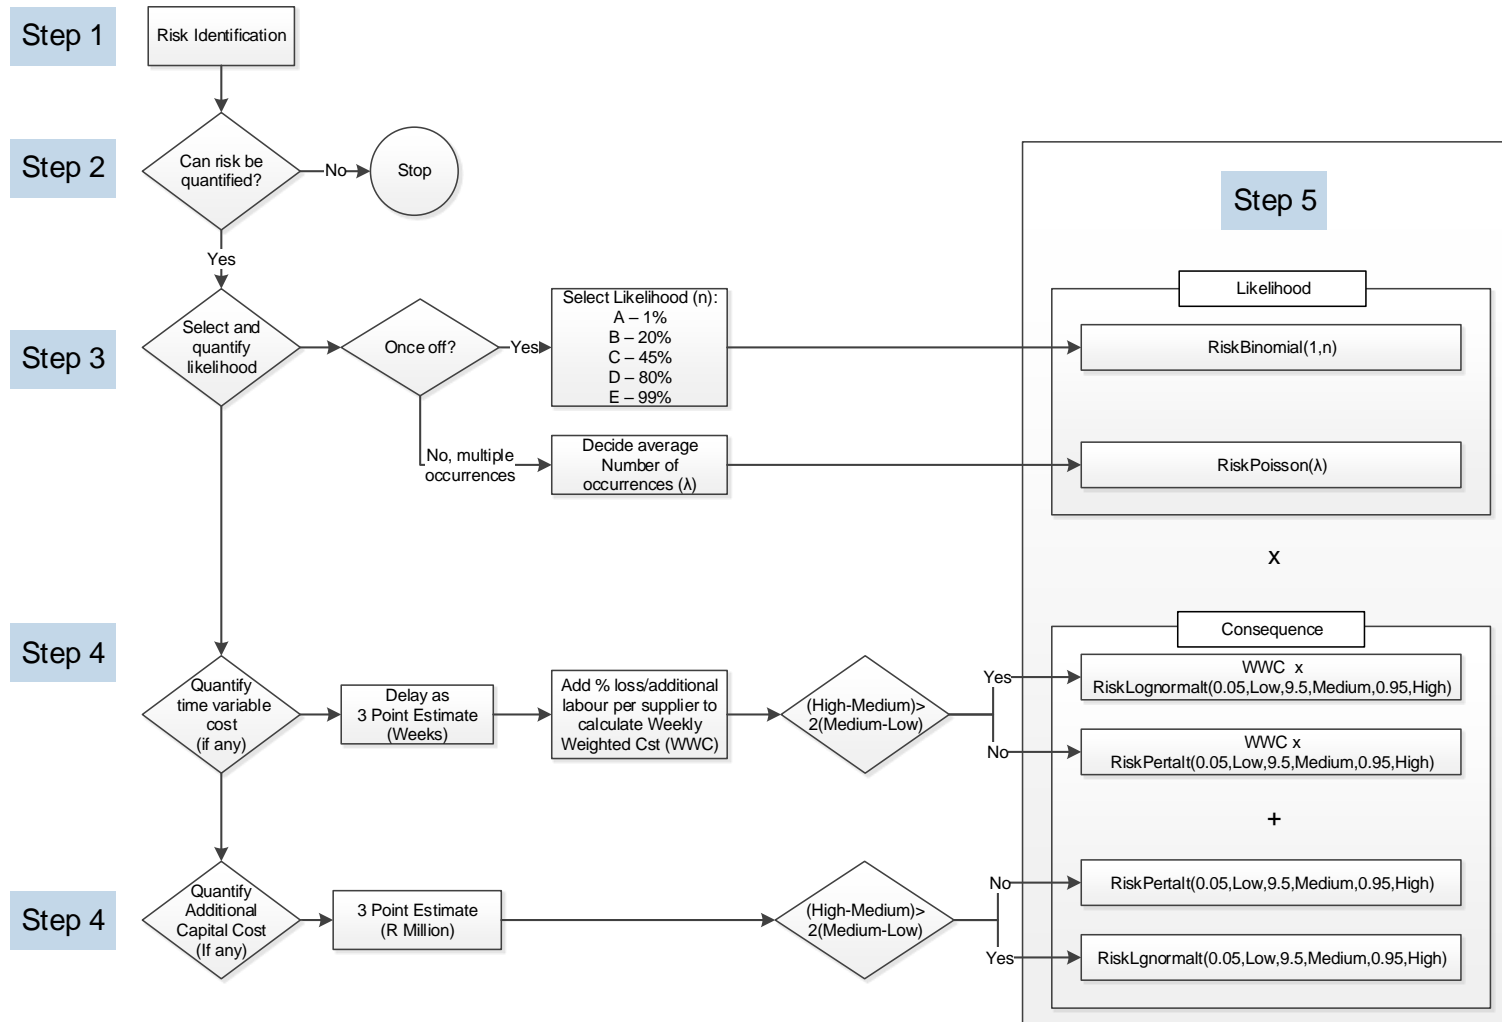 Step 1
Risk Identification
Step 2
Can risk be
quantified?
No
Stop
Yes
Step 5
Step 3
Select and
quantify
likelihood
Once off?
Yes
Select Likelihood (n):
A – 1%
B – 20%
C – 45%
D – 80%
E – 99%
No, multiple
occurrences
Decide average
Number of
occurrences (λ)
Likelihood
RiskBinomial(1,n)
RiskPoisson(λ)
x
Step 4
Quantify
time variable
cost
(if any)
Delay as
3 Point Estimate
(Weeks)
Add % loss/additional
labour per supplier to
calculate Weekly
Weighted Cst (WWC)
(High-Medium)>
2(Medium-Low)
Yes
No
Consequence
WWC x
RiskLognormalt(0.05,Low,9.5,Medium,0.95,High)
WWC x
RiskPertalt(0.05,Low,9.5,Medium,0.95,High)
+
Step 4
Quantify
Additional
Capital Cost
(If any)
3 Point Estimate
(R Million)
(High-Medium)>
2(Medium-Low)
No
Yes
RiskPertalt(0.05,Low,9.5,Medium,0.95,High)
RiskLgnormalt(0.05,Low,9.5,Medium,0.95,High)